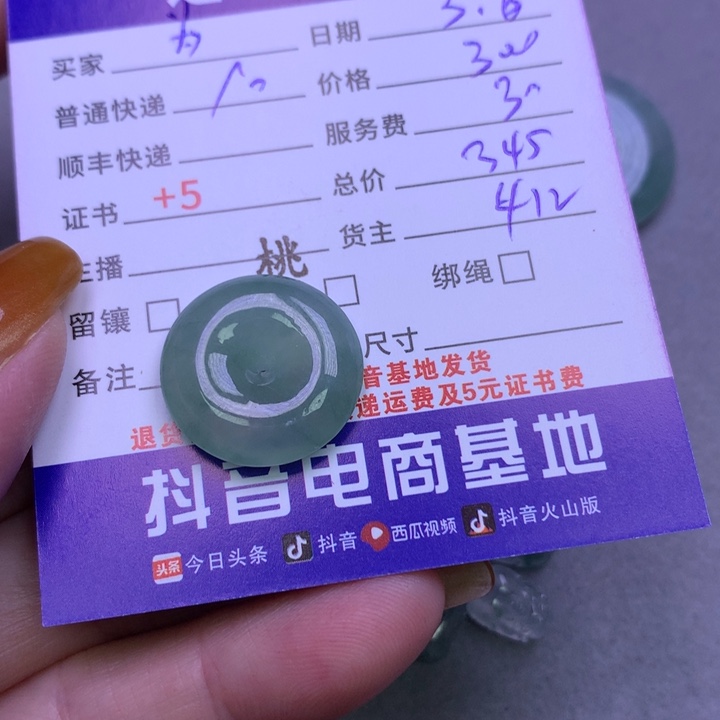 买家 为 日期 3.6
普通快递 10 价格 300
顺丰快递 服务费 30
证书 +5 总价 345
主播 桃 货主 412
留镶 绑绳
备注 尺寸
音基地发货
退货 递运费及5元证书费
抖音电商基地
头条 今日头条 抖音 西瓜视频 抖音火山版